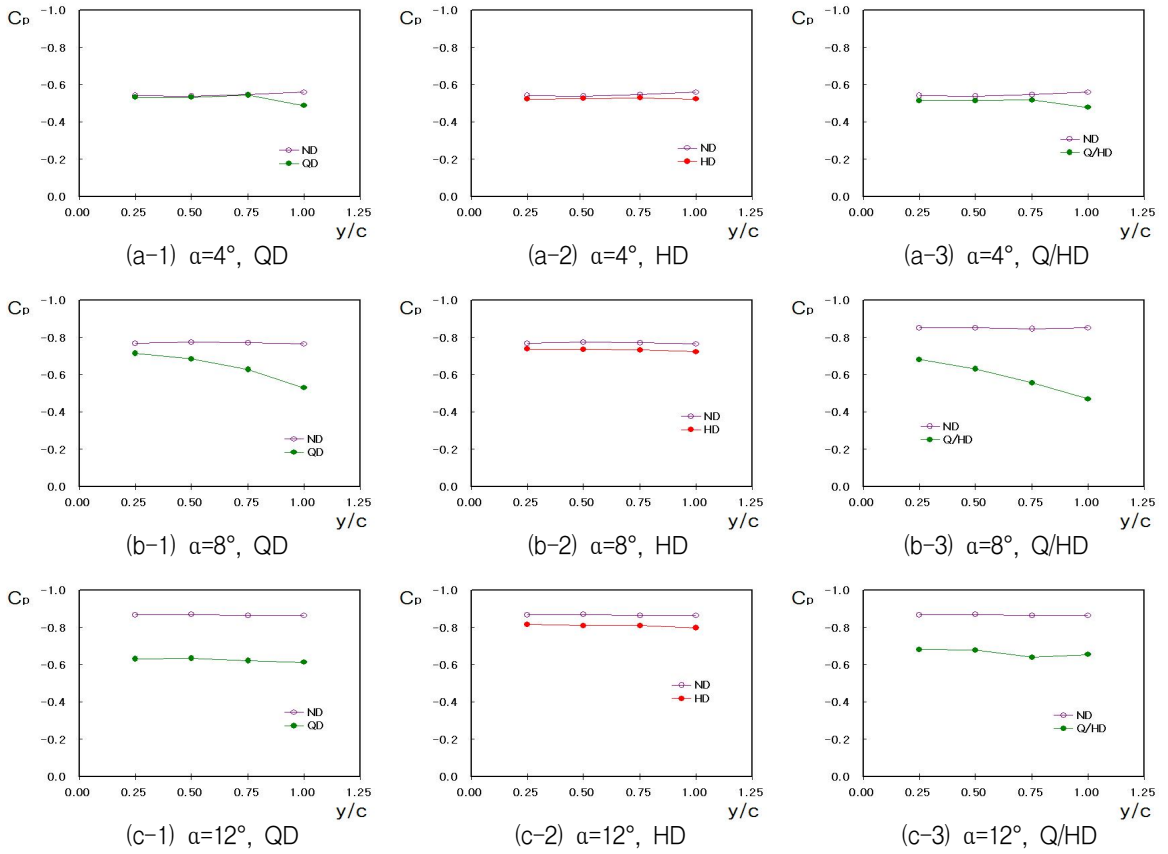 Cp -1.0
-0.8
-0.6
-0.4
-0.2
0.0
ND
QD
0.00 0.25 0.50 0.75 1.00 1.25
y/c
(a-1) α=4°, QD
Cp -1.0
-0.8
-0.6
-0.4
-0.2
0.0
ND
HD
0.00 0.25 0.50 0.75 1.00 1.25
y/c
(a-2) α=4°, HD
Cp -1.0
-0.8
-0.6
-0.4
-0.2
0.0
ND
Q/HD
0.00 0.25 0.50 0.75 1.00 1.25
y/c
(a-3) α=4°, Q/HD
Cp -1.0
-0.8
-0.6
-0.4
-0.2
0.0
ND
QD
0.00 0.25 0.50 0.75 1.00 1.25
y/c
(b-1) α=8°, QD
Cp -1.0
-0.8
-0.6
-0.4
-0.2
0.0
ND
HD
0.00 0.25 0.50 0.75 1.00 1.25
y/c
(b-2) α=8°, HD
Cp -1.0
-0.8
-0.6
-0.4
-0.2
0.0
ND
Q/HD
0.00 0.25 0.50 0.75 1.00 1.25
y/c
(b-3) α=8°, Q/HD
Cp -1.0
-0.8
-0.6
-0.4
-0.2
0.0
ND
QD
0.00 0.25 0.50 0.75 1.00 1.25
y/c
(c-1) α=12°, QD
Cp -1.0
-0.8
-0.6
-0.4
-0.2
0.0
ND
HD
0.00 0.25 0.50 0.75 1.00 1.25
y/c
(c-2) α=12°, HD
Cp -1.0
-0.8
-0.6
-0.4
-0.2
0.0
ND
Q/HD
0.00 0.25 0.50 0.75 1.00 1.25
y/c
(c-3) α=12°, Q/HD